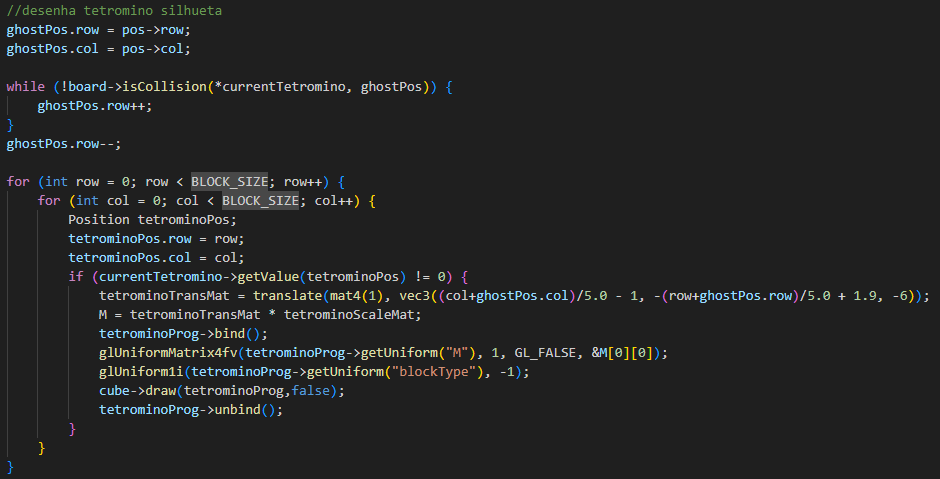 //desenha tetromino silhueta
ghostPos.row = pos->row;
ghostPos.col = pos->col;

while (!board->isCollision(*currentTetromino, ghostPos)) {
    ghostPos.row++;
}
ghostPos.row--;

for (int row = 0; row < BLOCK_SIZE; row++) {
    for (int col = 0; col < BLOCK_SIZE; col++) {
        Position tetrominoPos;
        tetrominoPos.row = row;
        tetrominoPos.col = col;
        if (currentTetromino->getValue(tetrominoPos) != 0) {
            tetrominoTransMat = translate(mat4(1), vec3((col+ghostPos.col)/5.0 - 1, -(row+ghostPos.row)/5.0 + 1.9, -6));
            M = tetrominoTransMat * tetrominoScaleMat;
            tetrominoProg->bind();
            glUniformMatrix4fv(tetrominoProg->getUniform("M"), 1, GL_FALSE, &M[0][0]);
            glUniform1i(tetrominoProg->getUniform("blockType"), -1);
            cube->draw(tetrominoProg,false);
            tetrominoProg->unbind();
        }
    }
}